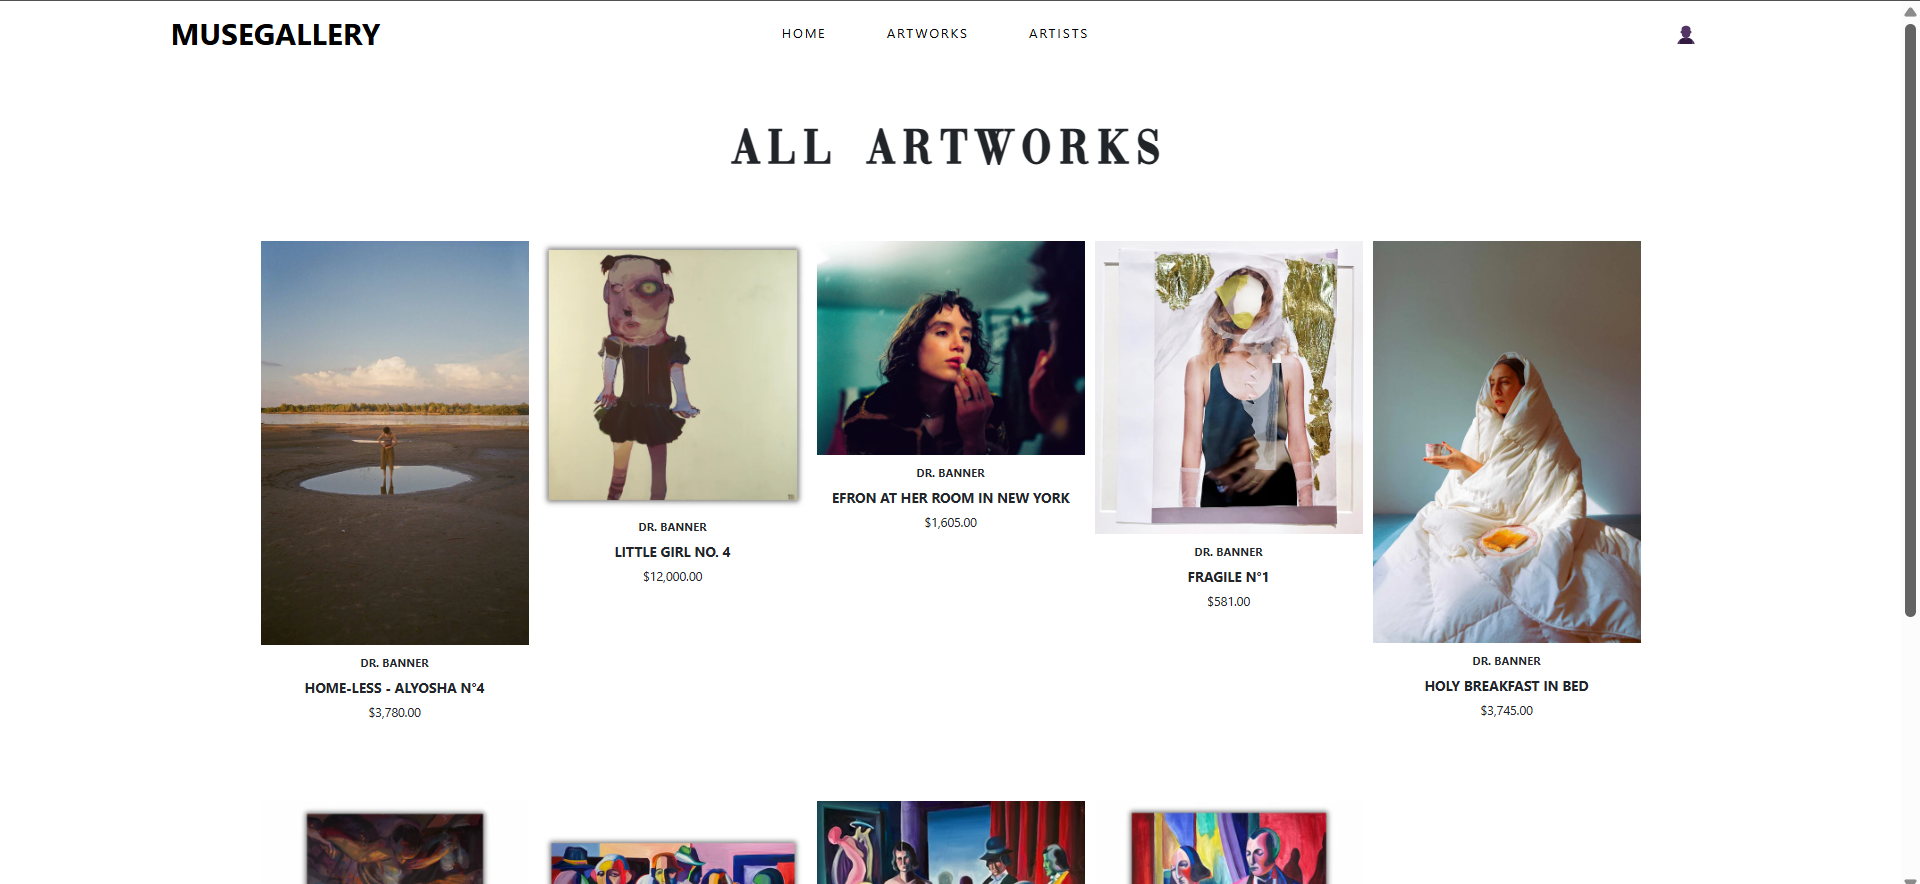 MUSEGALLERY
HOME
ARTWORKS
ARTISTS
ALL ARTWORKS
DR. BANNER
HOME-LESS - ALYOSHA N°4
$3,780.00
DR. BANNER
LITTLE GIRL NO. 4
$12,000.00
DR. BANNER
EFRON AT HER ROOM IN NEW YORK
$1,605.00
DR. BANNER
FRAGILE N°1
$581.00
DR. BANNER
HOLY BREAKFAST IN BED
$3,745.00